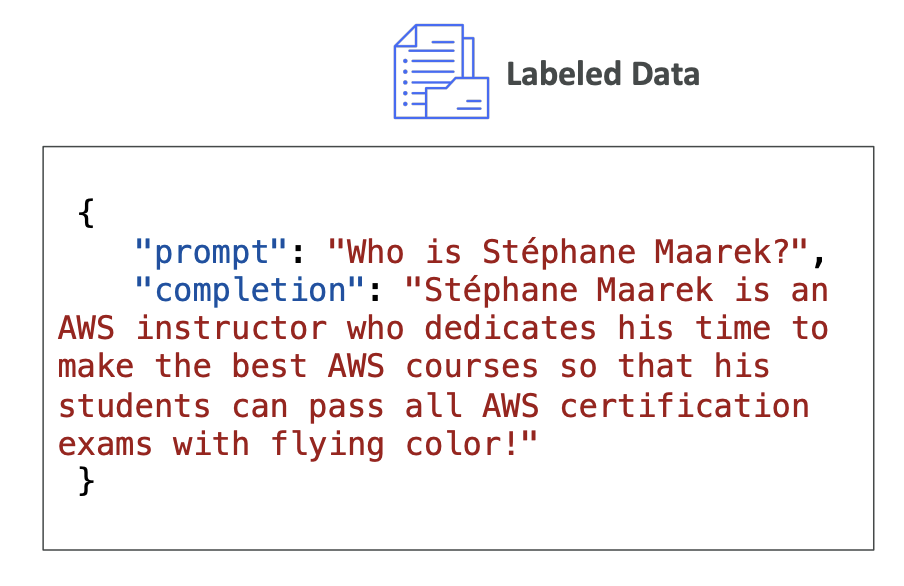 Labeled Data
{
"prompt": "Who is Stéphane Maarek?",
"completion": "Stéphane Maarek is an
AWS instructor who dedicates his time to
make the best AWS courses so that his
students can pass all AWS certification
exams with flying color!"
}